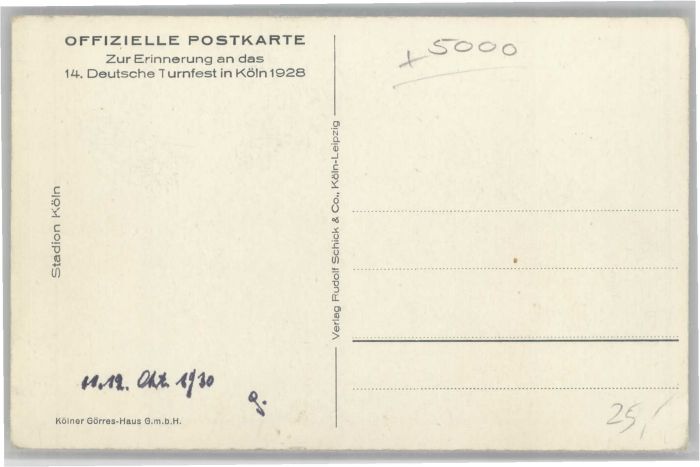 OFFIZIELLE POSTKARTE
Zur Erinnerung an das
14. Deutsche Turnfest in Köln 1928
Stadion Köln
11.12. Okt. 1930
g.
Kölner Görres-Haus G.m.b.H.
Verlag Rudolf Schick & Co., Köln-Leipzig
+5000
25,-